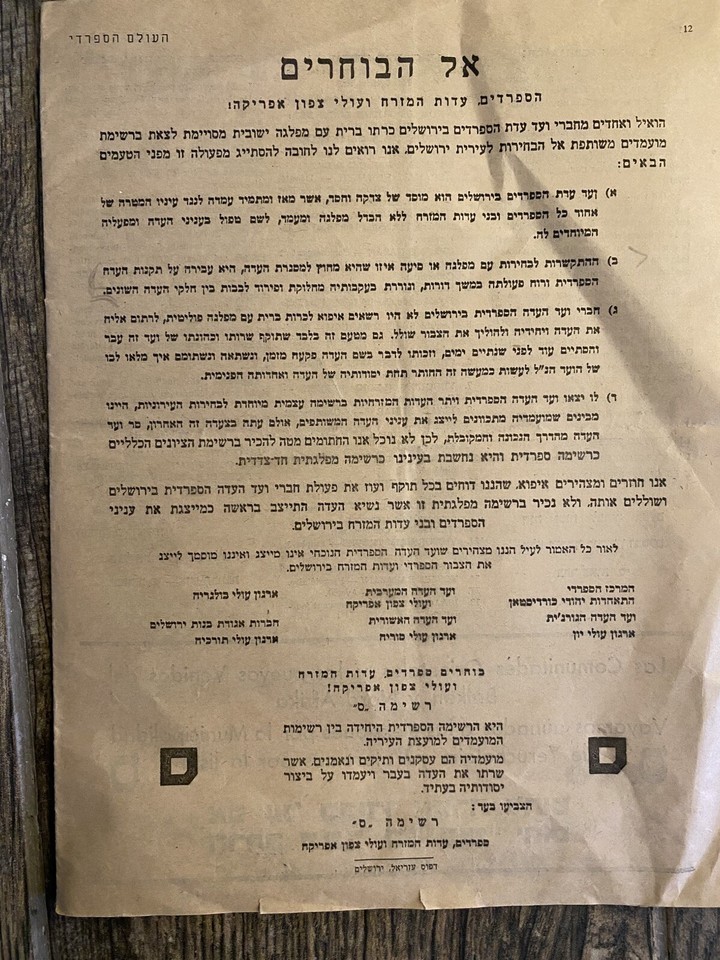 12
העולם הספרדי
אל הבוחרים
הספרדים, עדות המזרח ועולי צפון אפריקה!
הואיל ואחדים מחברי ועד עדת הספרדים בירושלים כרתו ברית עם מפלגה ישובית מסויימת לצאת ברשימת
מועמדים משותפת אל הבחירות לעירית ירושלים, אנו רואים לנו לחובה להסתייג מפעולה זו מפני הטעמים
הבאים:
א) ועד עדת הספרדים בירושלים הוא מוסד של צדקה וחסד, אשר מאז ומתמיד עמדה לנגד עיניו המטרה של
אחוד כל הספרדים ובני עדות המזרח ללא הבדל מפלגה ומעמד, לשם טפול בעניני העדה ומפעליה
המיוחדים לה.
ב) ההתקשרות לבחירות עם מפלגה או סיעה איזו שהיא מחוץ למסגרת העדה, היא עבירה על תקנות העדה
הספרדית ורוח פעולתה במשך דורות, וגוררת בעקבותיה מחלוקת ופירוד לבבות בין חלקי העדה השונים.
ג) חברי ועד העדה הספרדית בירושלים לא היו רשאים איפוא לכרות ברית עם מפלגה פוליטית, לרתום אליה
את העדה ויחידיה ולהוליך את הצבור שולל. גם מטעם זה בלבד שתוקף שרותו וכהונתו של ועד זה עבר
והסתיים עוד לפני שנתיים ימים, וזכותו לדבר בשם העדה פקעה מזמן, ונשתאה ונשתומם איך מלאו לבו
של הועד הנ"ל לעשות כמעשה זה החותר תחת יסודותיה של העדה ואחדותה הפנימית.
ד) לו יצאו ועד העדה הספרדית ויתר העדות המזרחיות ברשימה עצמית מיוחדת לבחירות העירוניות, היינו
מבינים שמועמדיה מתכוונים לייצג את עניני העדה המשותפים, אולם עתה בצעדה זה האחרון, סר ועד
העדה מהדרך הנכונה והמקובלת, לכן לא נוכל אנו החתומים מטה להכיר ברשימת הציונים הכלליים
כרשימה ספרדית והיא נחשבת בעינינו כרשימה מפלגתית חד־צדדית.
אנו חוזרים ומצהירים איפוא, שהננו דוחים בכל תוקף ועוז את פעולת חברי ועד העדה הספרדית בירושלים
ושוללים אותה, ולא נכיר ברשימה מפלגתית זו אשר נשיא העדה התייצב בראשה כמייצגת את עניני
הספרדים ובני עדות המזרח בירושלים.
לאור כל האמור לעיל הננו מצהירים שועד העדה הספרדית הנוכחי אינו מייצג ואיננו מוסמך לייצג
את הצבור הספרדי ועדות המזרח בירושלים.
המרכז הספרדי
התאחדות יהודי כורדיסטאן
ועד העדה הגורג'ית
ארגון עולי יון
ועד העדה המערבית
ועולי צפון אפריקה
ועד העדה האשורית
ארגון עולי סוריה
ארגון עולי בולגריה
חברות אגודת בנות ירושלים
ארגון עולי תורכיה
בוחרים ספרדים, עדות המזרח
ועולי צפון אפריקה!
רשימה „ס"
היא הרשימה הספרדית היחידה בין רשימות
המועמדים למועצת העיריה.
מועמדיה הם עסקנים ותיקים ונאמנים, אשר
שרתו את העדה בעבר ויעמדו על ביצור
יסודותיה בעתיד.
הצביעו בעד:
רשימה „ס"
ספרדים, עדות המזרח ועולי צפון אפריקה
דפוס עזריאל, ירושלים
ס
ס